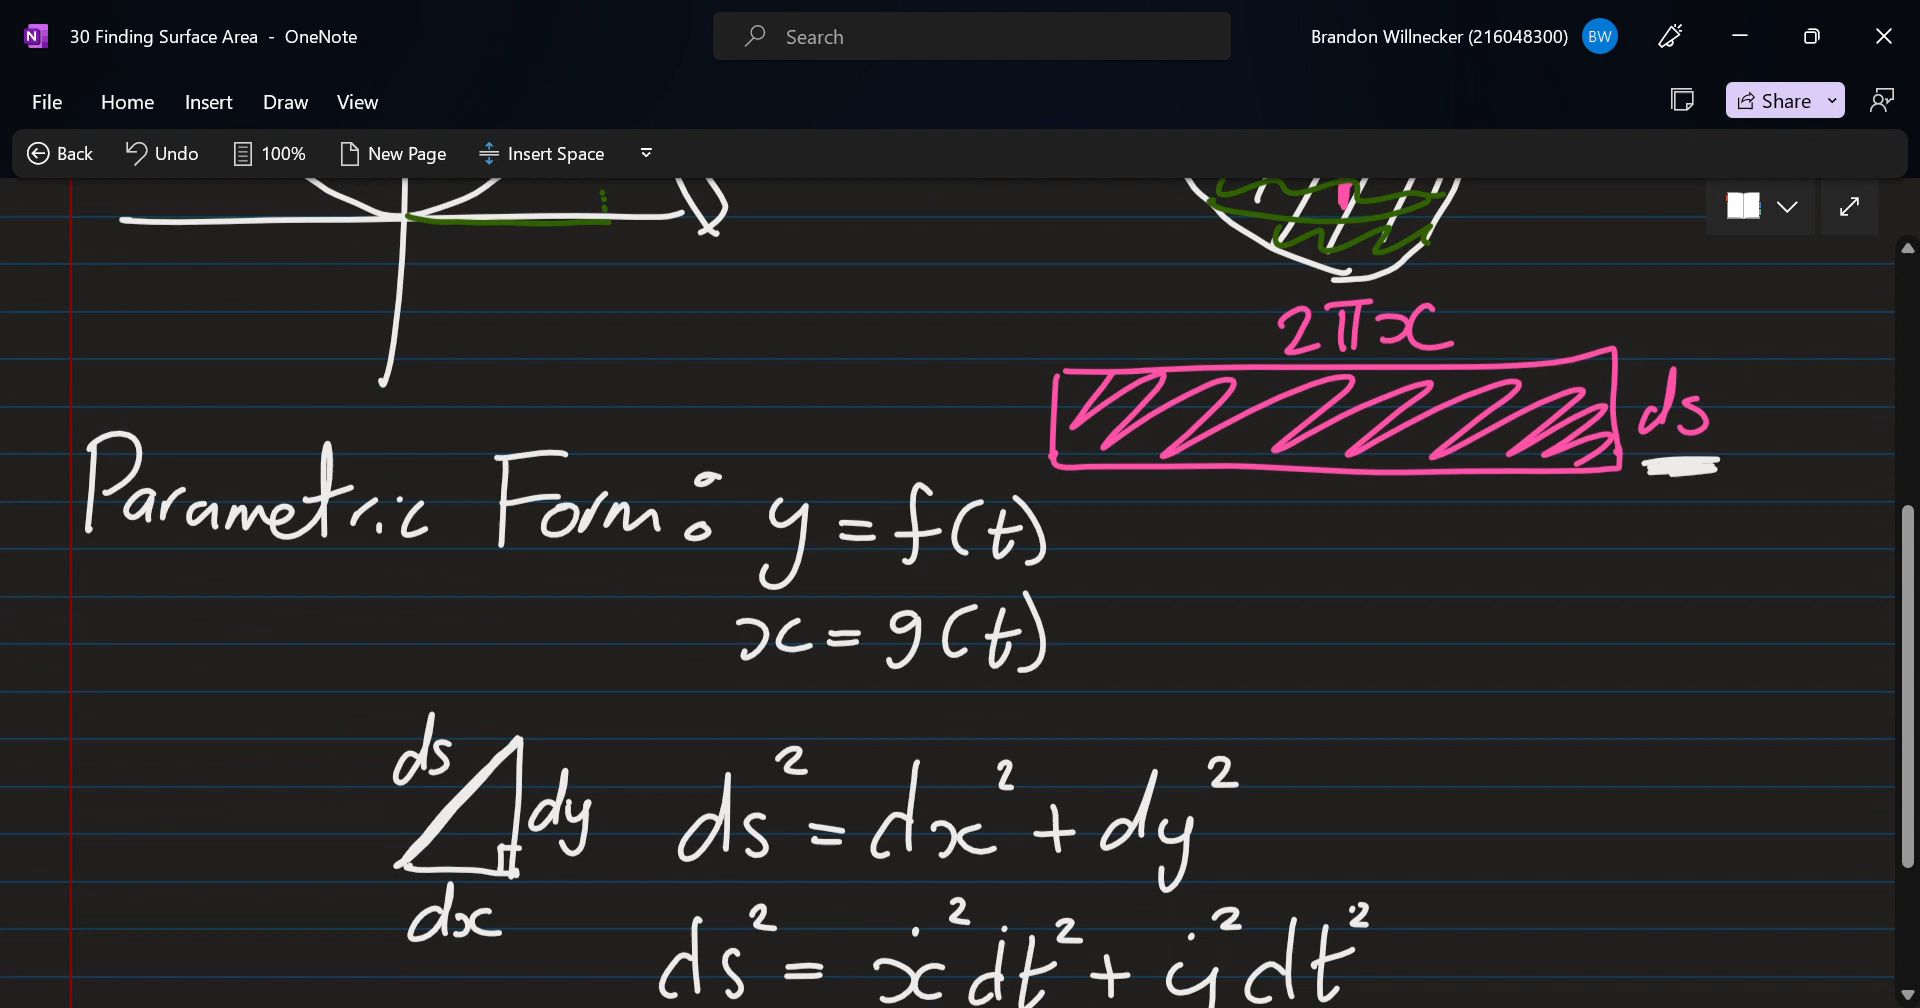 30 Finding Surface Area - OneNote
Search
Brandon Willnecker (216048300)
BW
File Home Insert Draw View
Share
Back Undo 100% New Page Insert Space
x
2πx
ds
Parametric Form: y = f(t)
x = g(t)
ds
dy
dx
ds² = dx² + dy²
ds² = ẋ² dt² + ẏ² dt²